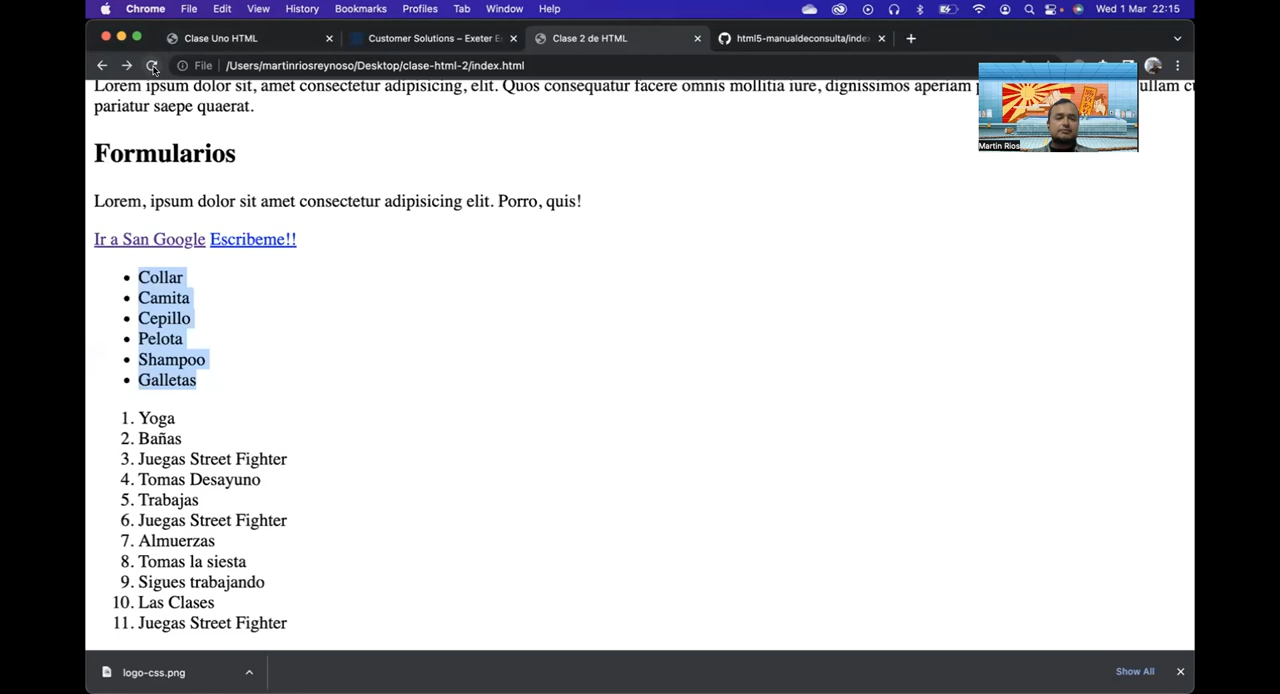 Chrome File Edit View History Bookmarks Profiles Tab Window Help Wed 1 Mar 22:15
Clase Uno HTML Customer Solutions – Exeter E Clase 2 de HTML html5-manualdeconsulta/index
File /Users/martinriosreynoso/Desktop/clase-html-2/index.html
Lorem ipsum dolor sit, amet consectetur adipisicing, elit. Quos consequatur facere omnis mollitia iure, dignissimos aperiam
pariatur saepe quaerat.
Martin Rios
Formularios
Lorem, ipsum dolor sit amet consectetur adipisicing elit. Porro, quis!
Ir a San Google Escribeme!!
• Collar
• Camita
• Cepillo
• Pelota
• Shampoo
• Galletas
1. Yoga
2. Bañas
3. Juegas Street Fighter
4. Tomas Desayuno
5. Trabajas
6. Juegas Street Fighter
7. Almuerzas
8. Tomas la siesta
9. Sigues trabajando
10. Las Clases
11. Juegas Street Fighter
logo-css.png Show All